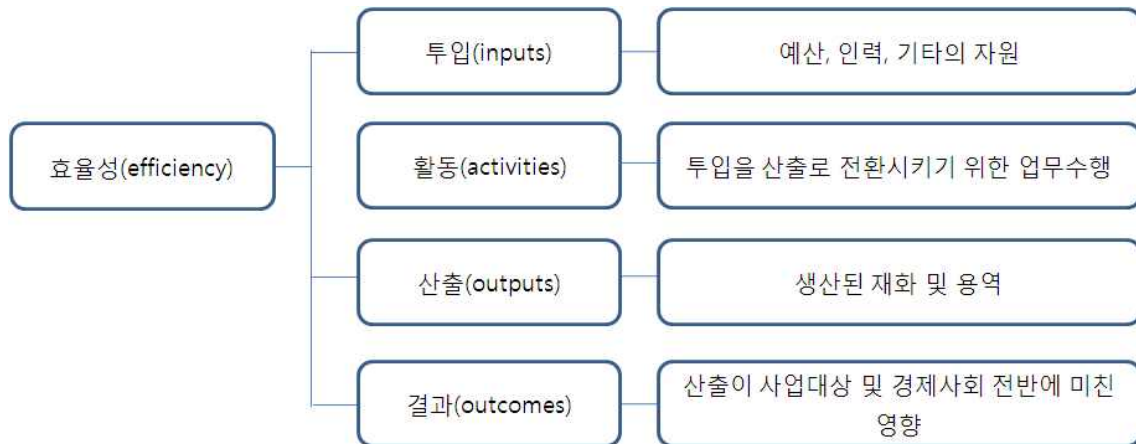 투입(inputs)
예산, 인력, 기타의 자원
효율성(efficiency)
활동(activities)
투입을 산출로 전환시키기 위한 업무수행
산출(outputs)
생산된 재화 및 용역
결과(outcomes)
산출이 사업대상 및 경제사회 전반에 미친
영향